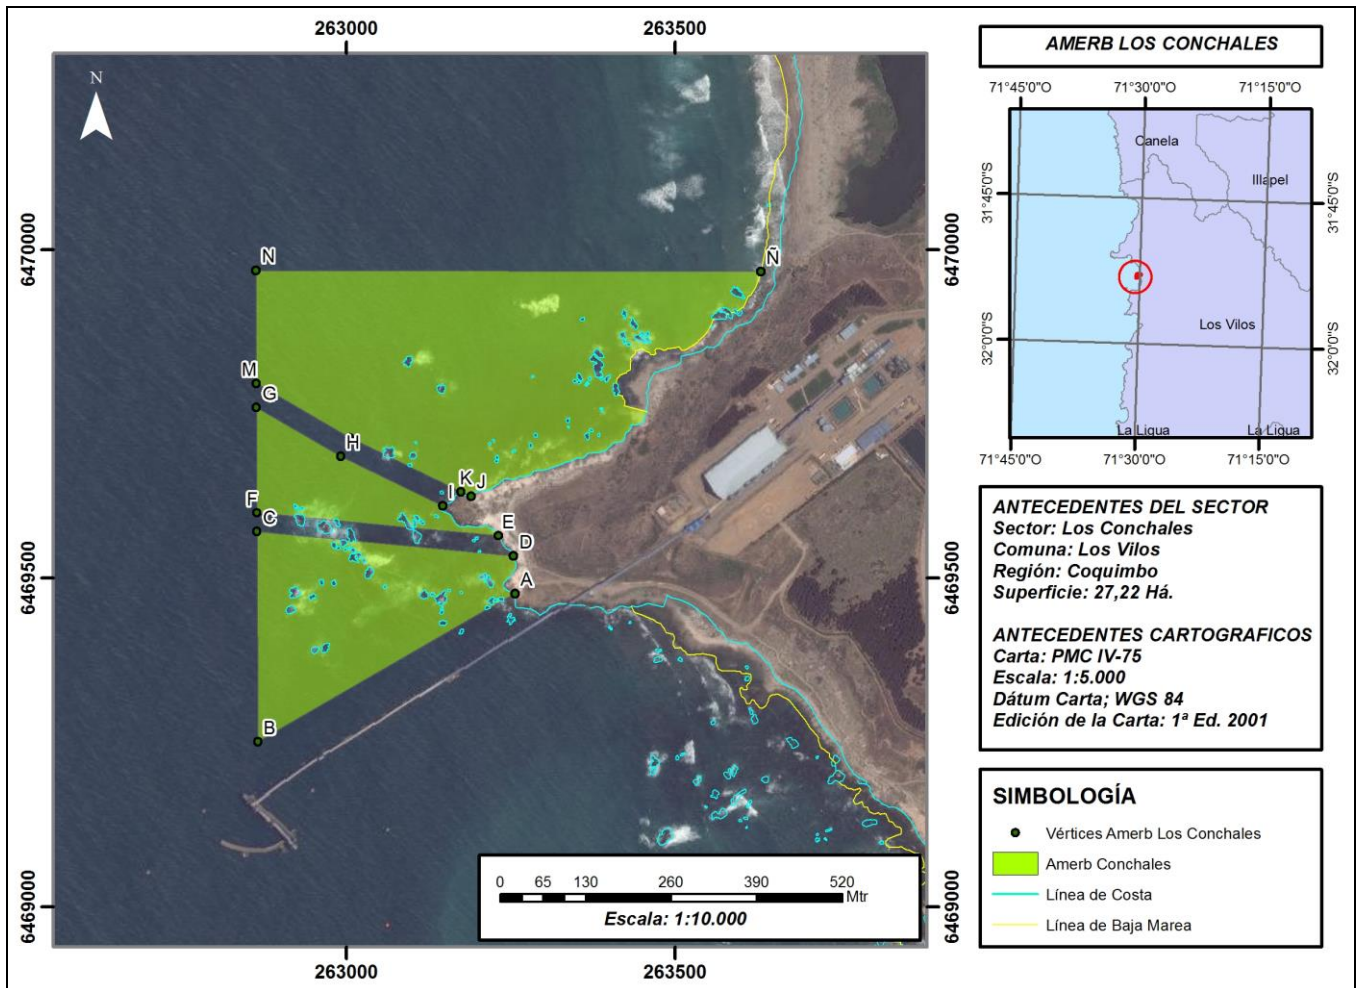 263000
263500
N
6470000
6469500
6469000
6470000
6469500
6469000
N
Ñ
M
G
H
K
J
I
F
C
E
D
A
B
0 65 130 260 390 520
Mtr
Escala: 1:10.000
263000
263500
AMERB LOS CONCHALES
71°45'0"O
71°30'0"O
71°15'0"O
31°45'0"S
32°0'0"S
31°45'0"S
32°0'0"S
Canela
Illapel
Los Vilos
La Ligua
La Ligua
71°45'0"O
71°30'0"O
71°15'0"O
ANTECEDENTES DEL SECTOR
Sector: Los Conchales
Comuna: Los Vilos
Región: Coquimbo
Superficie: 27,22 Há.
ANTECEDENTES CARTOGRAFICOS
Carta: PMC IV-75
Escala: 1:5.000
Dátum Carta; WGS 84
Edición de la Carta: 1ª Ed. 2001
SIMBOLOGÍA
Vértices Amerb Los Conchales
Amerb Conchales
Línea de Costa
Línea de Baja Marea